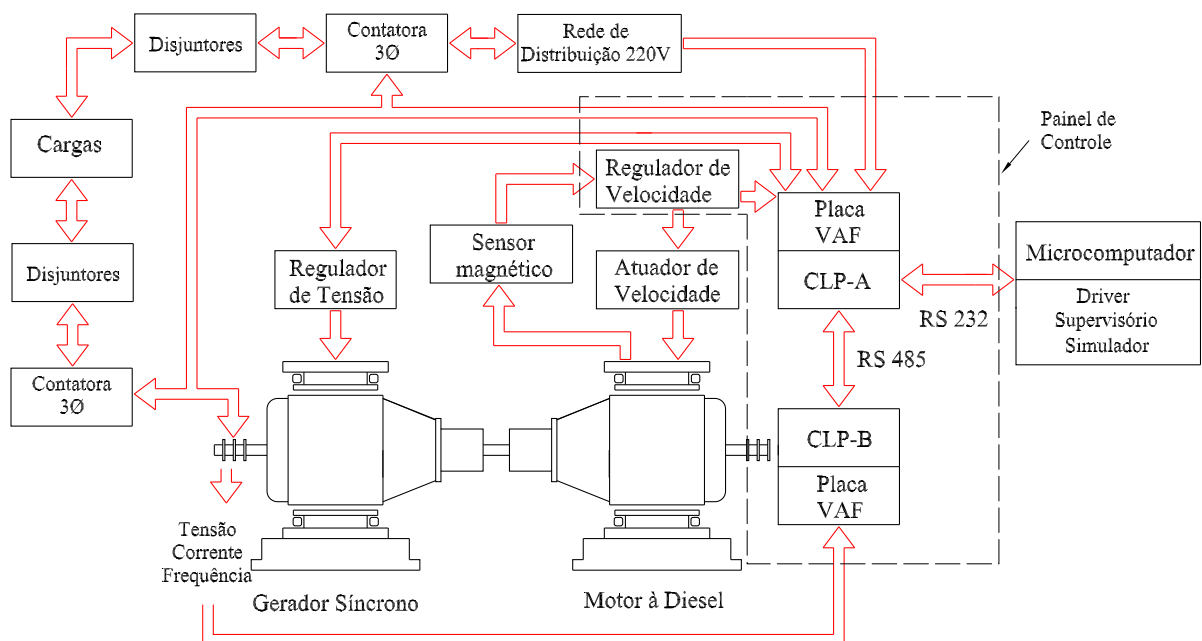 Disjuntores
Contatora
3Ø
Rede de
Distribuição 220V
Painel de
Controle
Cargas
Regulador de
Velocidade
Placa
VAF
CLP-A
Sensor
magnético
Regulador
de Tensão
Atuador de
Velocidade
Microcomputador
Driver
Supervisório
Simulador
Disjuntores
RS 232
RS 485
Contatora
3Ø
CLP-B
Placa
VAF
Tensão
Corrente
Frequência
Gerador Síncrono
Motor à Diesel